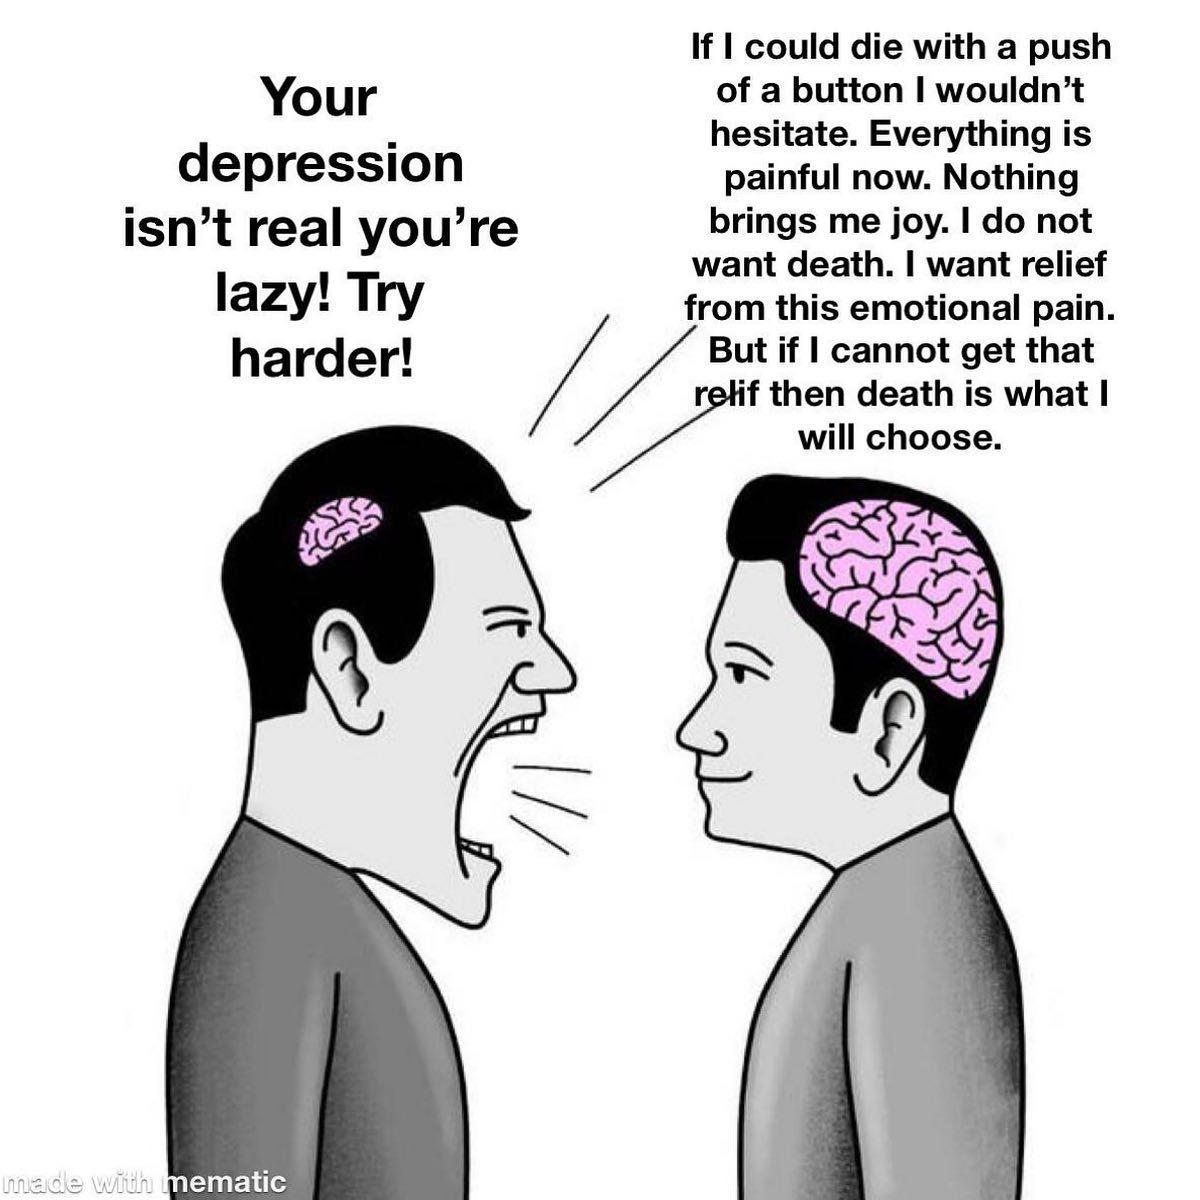 Your
depression
isn't real you're
lazy! Try
harder!
If I could die with a push
of a button I wouldn't
hesitate. Everything is
painful now. Nothing
brings me joy. I do not
want death. I want relief
from this emotional pain.
But if I cannot get that
relif then death is what I
will choose.
made with mematic